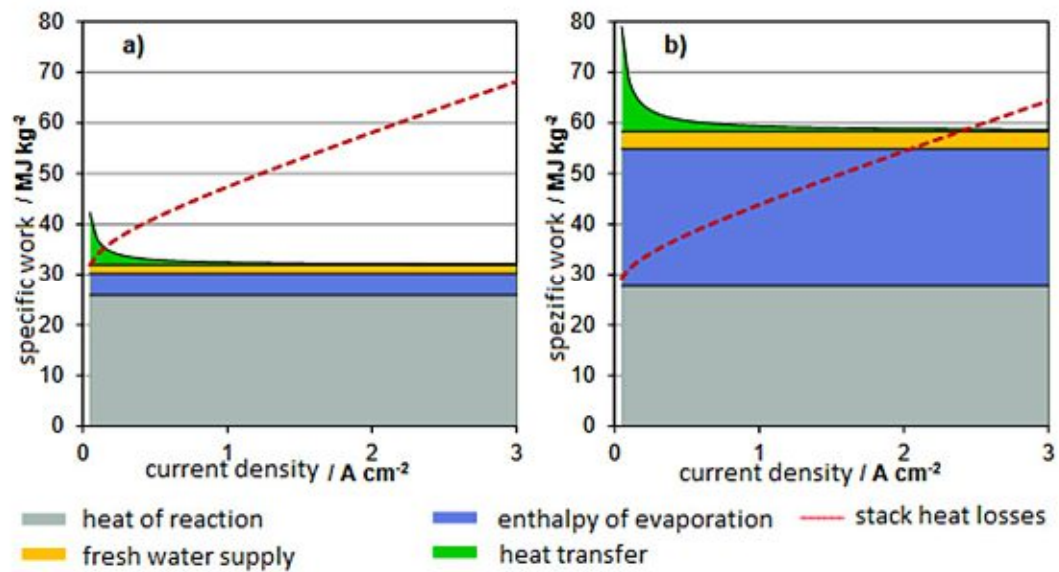 80
a)
70
60
50
40
30
20
10
0
specific work / MJ kg-2
0 1 2 3
current density / A cm-2
80
b)
70
60
50
40
30
20
10
0
spezific work / MJ kg-2
0 1 2 3
current density / A cm-2
heat of reaction
enthalpy of evaporation
stack heat losses
fresh water supply
heat transfer